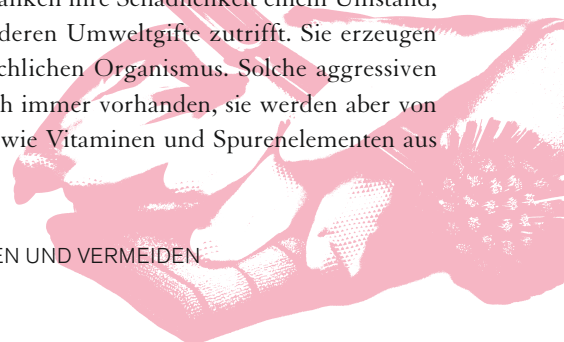 anken ihre Schädlichkeit einem Umstand,
deren Umweltgifte zutrifft. Sie erzeugen
chlichen Organismus. Solche aggressiven
h immer vorhanden, sie werden aber von
wie Vitaminen und Spurenelementen aus
EN UND VERMEIDEN